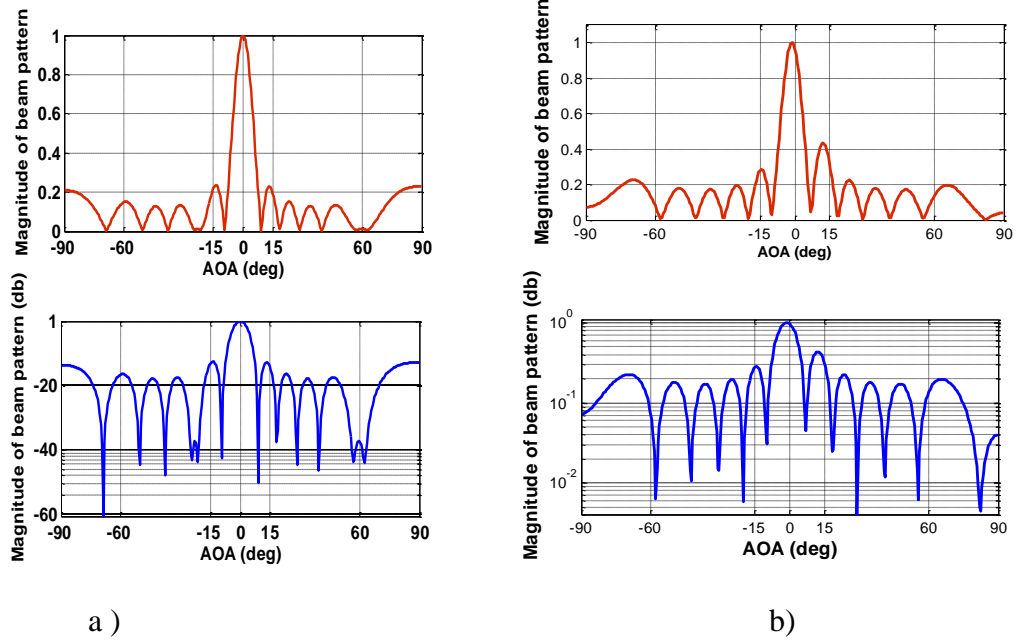 Magnitude of beam pattern
1
0.8
0.6
0.4
0.2
0
-90 -60 -15 0 15 60 90
AOA (deg)
b)
Magnitude of beam pattern
1
0.8
0.6
0.4
0.2
0
-90 -60 -15 0 15 60 90
AOA (deg)
Magnitude of beam pattern (db)
1
-20
-40
-60
-90 -60 -15 0 15 60 90
AOA (deg)
Magnitude of beam pattern (db)
10^0
10^-1
10^-2
-90 -60 -15 0 15 60 90
AOA (deg)
a )
b)